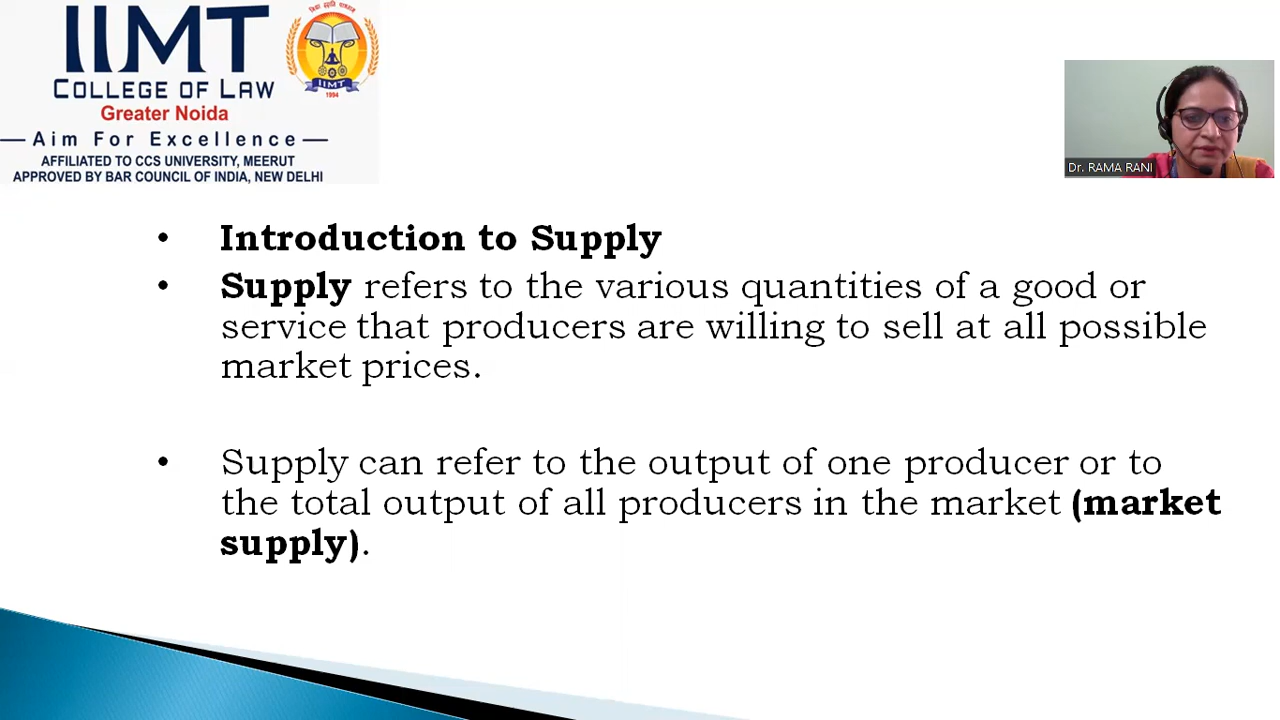 IIMT
COLLEGE OF LAW
Greater Noida
Aim For Excellence
AFFILIATED TO CCS UNIVERSITY, MEERUT
APPROVED BY BAR COUNCIL OF INDIA, NEW DELHI
IIMT
1994
Dr. RAMA RANI
• Introduction to Supply
• Supply refers to the various quantities of a good or
service that producers are willing to sell at all possible
market prices.
• Supply can refer to the output of one producer or to
the total output of all producers in the market (market
supply).